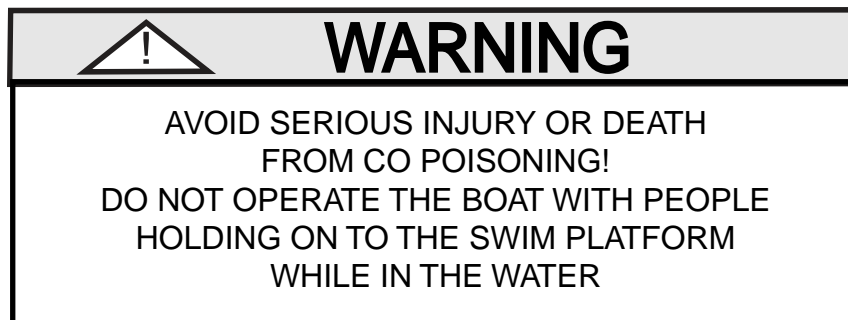 ! WARNING
AVOID SERIOUS INJURY OR DEATH
FROM CO POISONING!
DO NOT OPERATE THE BOAT WITH PEOPLE
HOLDING ON TO THE SWIM PLATFORM
WHILE IN THE WATER